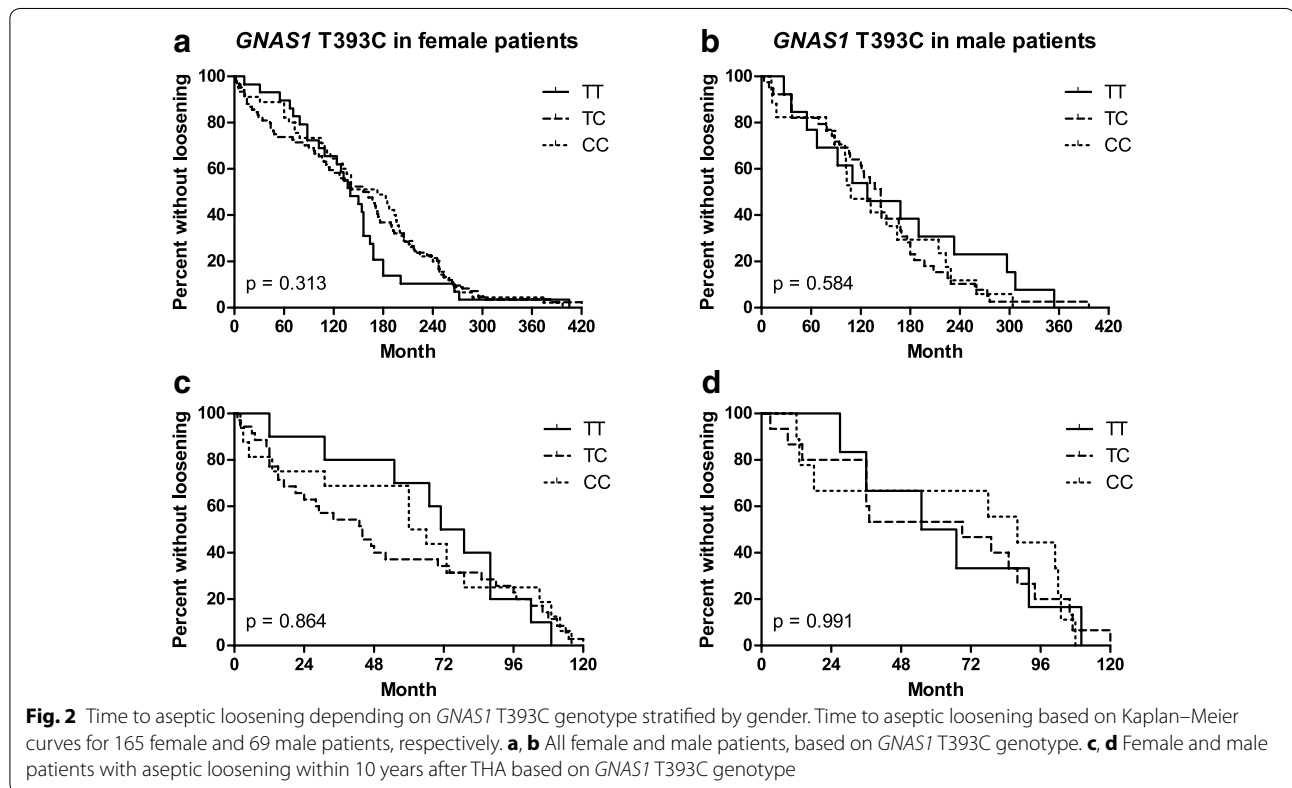 a GNAS1 T393C in female patients
Percent without loosening
100
80
60
40
20
0
TT
TC
CC
p = 0.313
0 60 120 180 240 300 360 420
Month
b GNAS1 T393C in male patients
Percent without loosening
100
80
60
40
20
0
TT
TC
CC
p = 0.584
0 60 120 180 240 300 360 420
Month
c
Percent without loosening
100
80
60
40
20
0
TT
TC
CC
p = 0.864
0 24 48 72 96 120
Month
d
Percent without loosening
100
80
60
40
20
0
TT
TC
CC
p = 0.991
0 24 48 72 96 120
Month
Fig. 2 Time to aseptic loosening depending on GNAS1 T393C genotype stratified by gender. Time to aseptic loosening based on Kaplan–Meier
curves for 165 female and 69 male patients, respectively. a, b All female and male patients, based on GNAS1 T393C genotype. c, d Female and male
patients with aseptic loosening within 10 years after THA based on GNAS1 T393C genotype